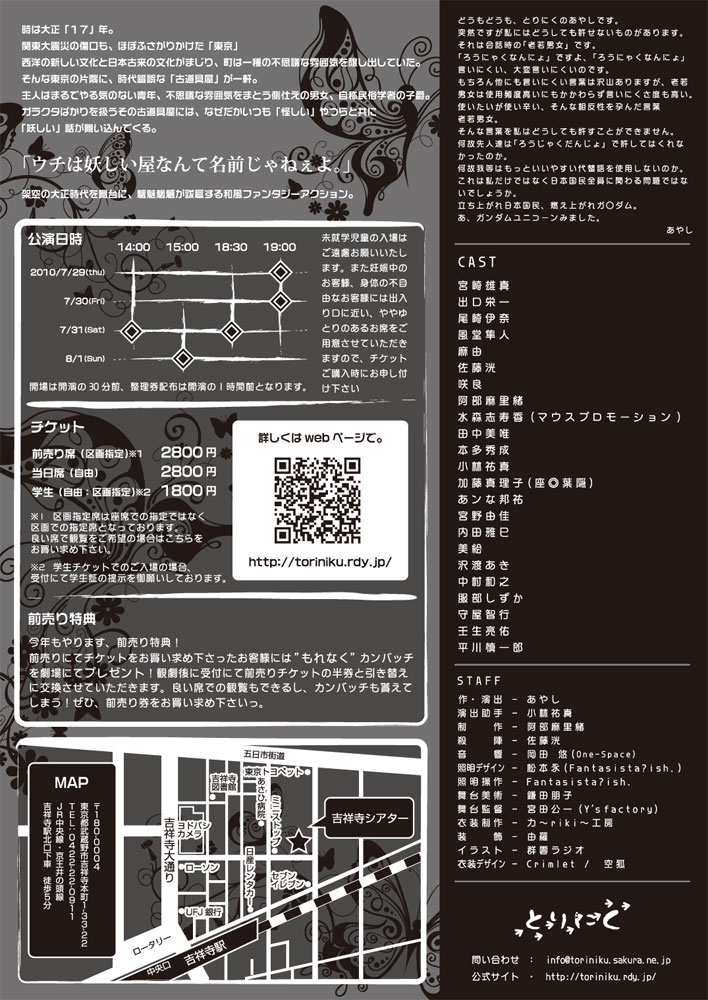 時は大正「１７」年。
関東大震災の傷口も、ほぼふさがりかけた「東京」
西洋の新しい文化と日本古来の文化がまじり、町は一種の不思議な雰囲気を醸し出していた。
そんな東京の片隅に、時代錯誤な「古道具屋」が一軒。
主人はまるでやる気のない青年、不思議な雰囲気をまとう側仕えの男女、自称民俗学者の子爵。
ガラクタばかりを扱うその古道具屋には、なぜだかいつも「怪しい」やつらと共に
「妖しい」話が舞い込んでくる。
「ウチは妖しい屋なんて名前じゃねぇよ。」
架空の大正時代を舞台に、魑魅魍魎が跋扈する和風ファンタジーアクション。
公演日時
14:00 15:00 18:30 19:00
2010/7/29(thu)
7/30(Fri)
7/31(Sat)
8/1(Sun)
開場は開演の30分前、整理券配布は開演の1時間前となります。
未就学児童の入場は
ご遠慮お願いいたし
ます。また妊娠中の
お客様、身体の不自
由なお客様には出入
り口に近い、ややゆ
とりのあるお席をご
用意させていただき
ますので、チケット
ご購入時にお申し付
け下さい
チケット
前売り席（区画指定）※1 2800円
当日席（自由） 2800円
学生（自由：区画指定）※2 1800円
※1 区画指定席は座席での指定ではなく
区画での指定席となっております。
良い席で観覧をご希望の場合はこちらを
お買い求め下さい。
※2 学生チケットでのご入場の場合、
受付にて学生証の提示を御願いしております。
詳しくはwebページで。
http://toriniku.rdy.jp/
前売り特典
今年もやります、前売り特典！
前売りにてチケットをお買い求め下さったお客様には”もれなく”カンバッチ
を劇場にてプレゼント！観劇後に受付にて前売りチケットの半券と引き替え
に交換させていただきます。良い席での観覧もできるし、カンバッチも貰えて
しまう！ぜひ、前売り券をお買い求め下さいっ。
MAP
〒180-0004
東京都武蔵野市吉祥寺本町1-33-22
TEL：0422-22-0911
JR中央線・京王井の頭線
吉祥寺駅北口下車 徒歩5分
五日市街道
吉祥寺
図書館
東京トヨペット
あさひ病院
ミニストップ
吉祥寺シアター
ヨドバシ
カメラ
吉祥寺大通り
ローソン
日産レンタカー
セブン
イレブン
UFJ銀行
ロータリー
中央口
吉祥寺駅
どうもどうも、とりにくのあやしです。
突然ですが私にはどうしても許せないものがあります。
それは会話時の「老若男女」です。
「ろうにゃくなんにょ」ですよ、「ろうにゃくなんにょ」
言いにくい、大変言いにくいのです。
もちろん他にも言いにくい言葉は沢山ありますが、老若
男女は使用頻度高いにもかかわらず言いにくさ度も高い。
使いたいが使い辛い、そんな相反性を孕んだ言葉
老若男女。
そんな言葉を私はどうしても許すことができません。
何故先人達は「ろうじゃくだんじょ」で許してはくれな
かったのか。
何故我等はもっといいやすい代替語を使用しないのか。
これは私だけではなく日本国民全員に関わる問題ではな
いでしょうか。
立ち上がれ日本国民、燃え上がれガ〇ダム。
あ、ガンダムユニコーンみました。
あやし
CAST
宮崎雄真
出口栄一
尾崎伊奈
風堂隼人
麻由
佐藤洸
咲良
阿部麻里緒
水森志寿香（マウスプロモーション）
田中美唯
本多秀成
小林祐真
加藤真理子（座◎葉隠）
あンな邦祐
宮野由佳
内田雅巳
美絵
沢渡あき
中村和之
服部しずか
守屋智行
壬生亮佑
平川慎一郎
STAFF
作・演出 － あやし
演出助手 － 小林祐真
制作 － 阿部麻里緒
殺陣 － 佐藤洸
音響 － 岡田 悠(One-Space)
照明デザイン － 松本永(Fantasista?ish.)
照明操作 － Fantasista?ish.
舞台美術 － 鎌田朋子
舞台監督 － 宮田公一(Y'sfactory)
衣装制作 － 力～riki～工房
装飾 － 由羅
イラスト － 群青ラジオ
衣装デザイン － Crimlet / 空狐
とりにく
問い合わせ ： info@toriniku.sakura.ne.jp
公式サイト ・ http://toriniku.rdy.jp/